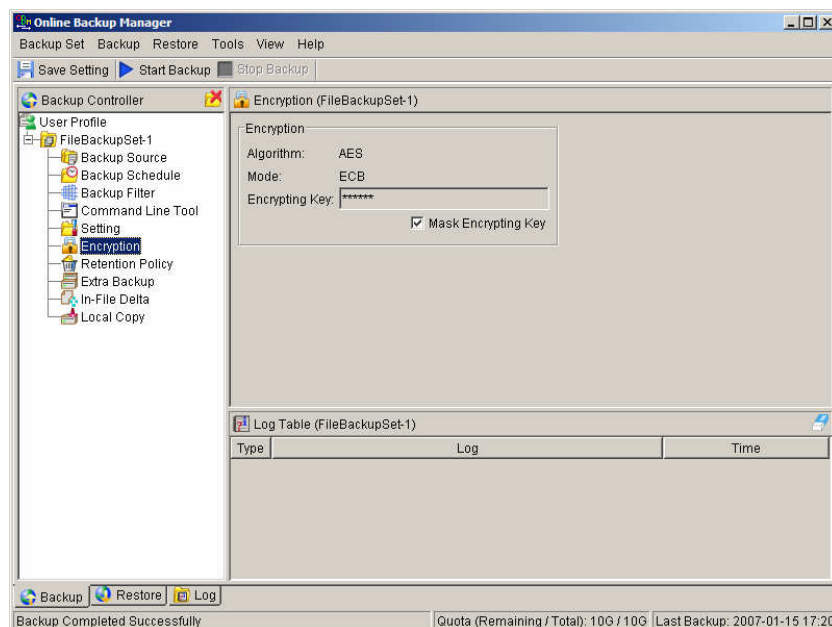 Online Backup Manager
Backup Set Backup Restore Tools View Help
Save Setting Start Backup Stop Backup
Backup Controller
User Profile
FileBackupSet-1
Backup Source
Backup Schedule
Backup Filter
Command Line Tool
Setting
Encryption
Retention Policy
Extra Backup
In-File Delta
Local Copy
Encryption (FileBackupSet-1)
Encryption
Algorithm: AES
Mode: ECB
Encrypting Key: ******
Mask Encrypting Key
Log Table (FileBackupSet-1)
Type Log Time
Backup Restore Log
Backup Completed Successfully Quota (Remaining / Total): 10G / 10G Last Backup: 2007-01-15 17:20